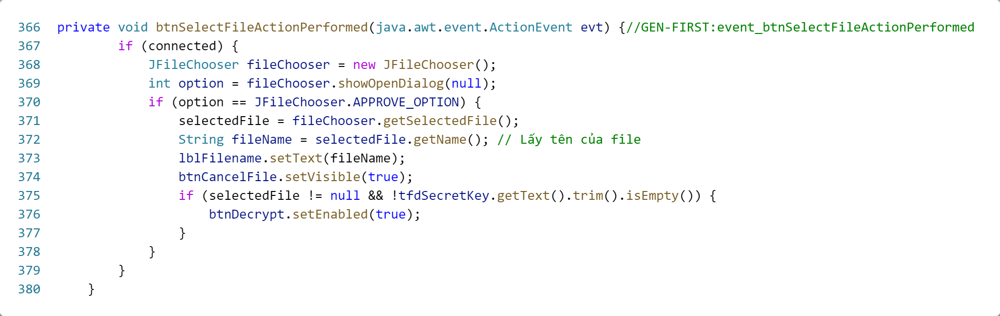 366 private void btnSelectFileActionPerformed(java.awt.event.ActionEvent evt) {//GEN-FIRST:event_btnSelectFileActionPerformed
367         if (connected) {
368             JFileChooser fileChooser = new JFileChooser();
369             int option = fileChooser.showOpenDialog(null);
370             if (option == JFileChooser.APPROVE_OPTION) {
371                 selectedFile = fileChooser.getSelectedFile();
372                 String fileName = selectedFile.getName(); // Lấy tên của file
373                 lblFilename.setText(fileName);
374                 btnCancelFile.setVisible(true);
375                 if (selectedFile != null && !tfdSecretKey.getText().trim().isEmpty()) {
376                     btnDecrypt.setEnabled(true);
377                 }
378             }
379         }
380     }